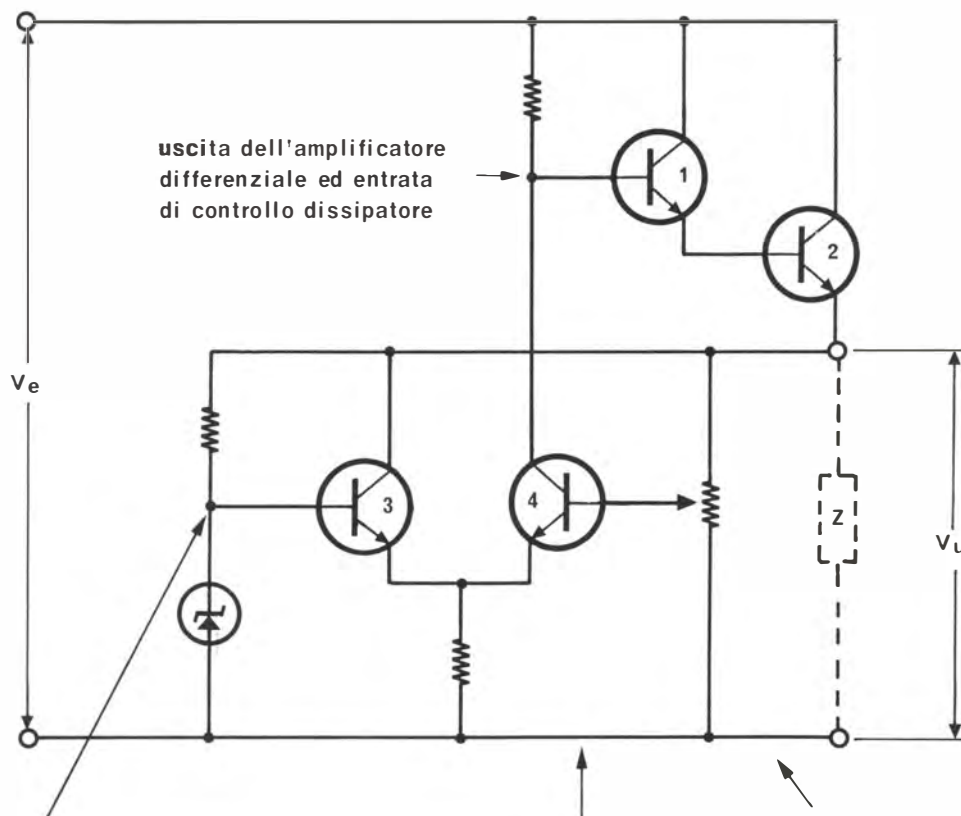 uscita dell'amplificatore
differenziale ed entrata
di controllo dissipatore
1
2
Ve
3
4
Z
Vu